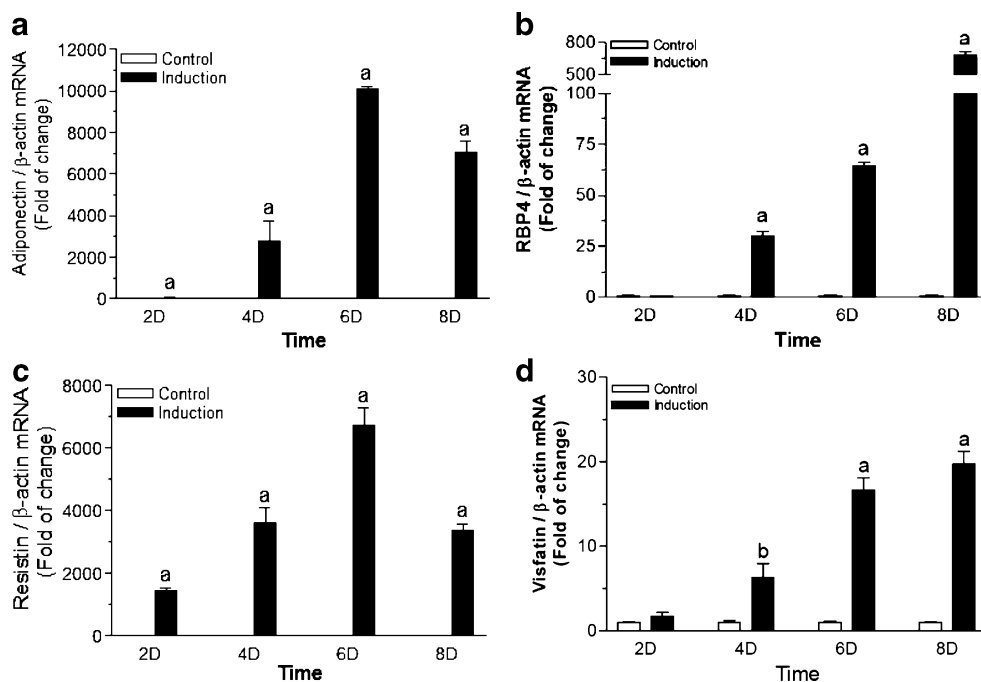 a
Adiponectin / β-actin mRNA
(Fold of change)
12000
10000
8000
6000
4000
2000
0
Control
Induction
a
a
a
a
2D
4D
6D
8D
Time
b
RBP4 / β-actin mRNA
(Fold of change)
800
500
100
75
50
25
0
Control
Induction
a
a
a
2D
4D
6D
8D
Time
c
Resistin / β-actin mRNA
(Fold of change)
8000
6000
4000
2000
0
Control
Induction
a
a
a
a
2D
4D
6D
8D
Time
d
Visfatin / β-actin mRNA
(Fold of change)
30
20
10
0
Control
Induction
b
a
a
2D
4D
6D
8D
Time